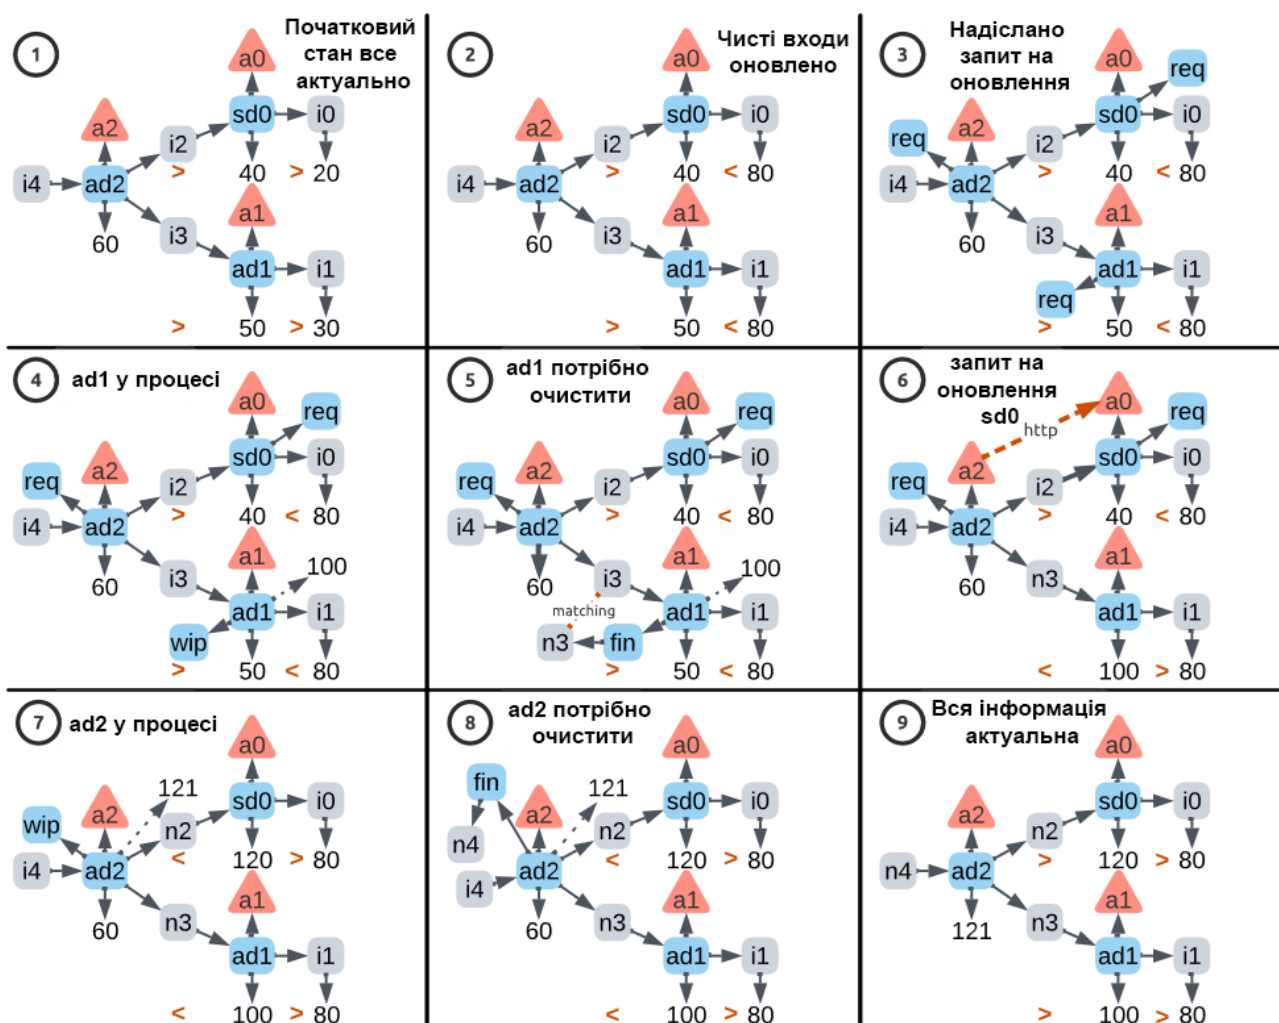 1
Початковий
стан все
актуально
a0
a2
sd0
i0
i2
>
40
>
20
i4
ad2
a1
60
i3
ad1
i1
>
50
>
30
2
Чисті входи
оновлено
a0
a2
sd0
i0
i2
>
40
<
80
i4
ad2
a1
60
i3
ad1
i1
>
50
<
80
3
Надіслано
запит на
оновлення
a0
req
req
a2
sd0
i0
i2
>
40
<
80
i4
ad2
a1
60
i3
ad1
i1
req
>
50
<
80
4
ad1 у процесі
a0
req
req
a2
sd0
i0
i2
>
40
<
80
i4
ad2
a1
100
60
i3
ad1
i1
wip
>
50
<
80
5
ad1 потрібно
очистити
a0
req
req
a2
sd0
i0
i2
>
40
<
80
i4
ad2
a1
100
60
i3
ad1
i1
matching
n3
fin
>
50
<
80
6
запит на
оновлення
sd0
http
a0
req
req
a2
sd0
i0
i2
>
40
<
80
i4
ad2
a1
60
n3
ad1
i1
<
100
>
80
7
ad2 у процесі
a0
121
wip
a2
sd0
i0
n2
<
120
>
80
i4
ad2
a1
60
n3
ad1
i1
<
100
>
80
8
ad2 потрібно
очистити
a0
fin
121
a2
sd0
i0
n4
n2
<
120
>
80
i4
ad2
a1
60
n3
ad1
i1
<
100
>
80
9
Вся інформація
актуальна
a0
a2
sd0
i0
n2
>
120
>
80
n4
ad2
a1
121
n3
ad1
i1
>
100
>
80